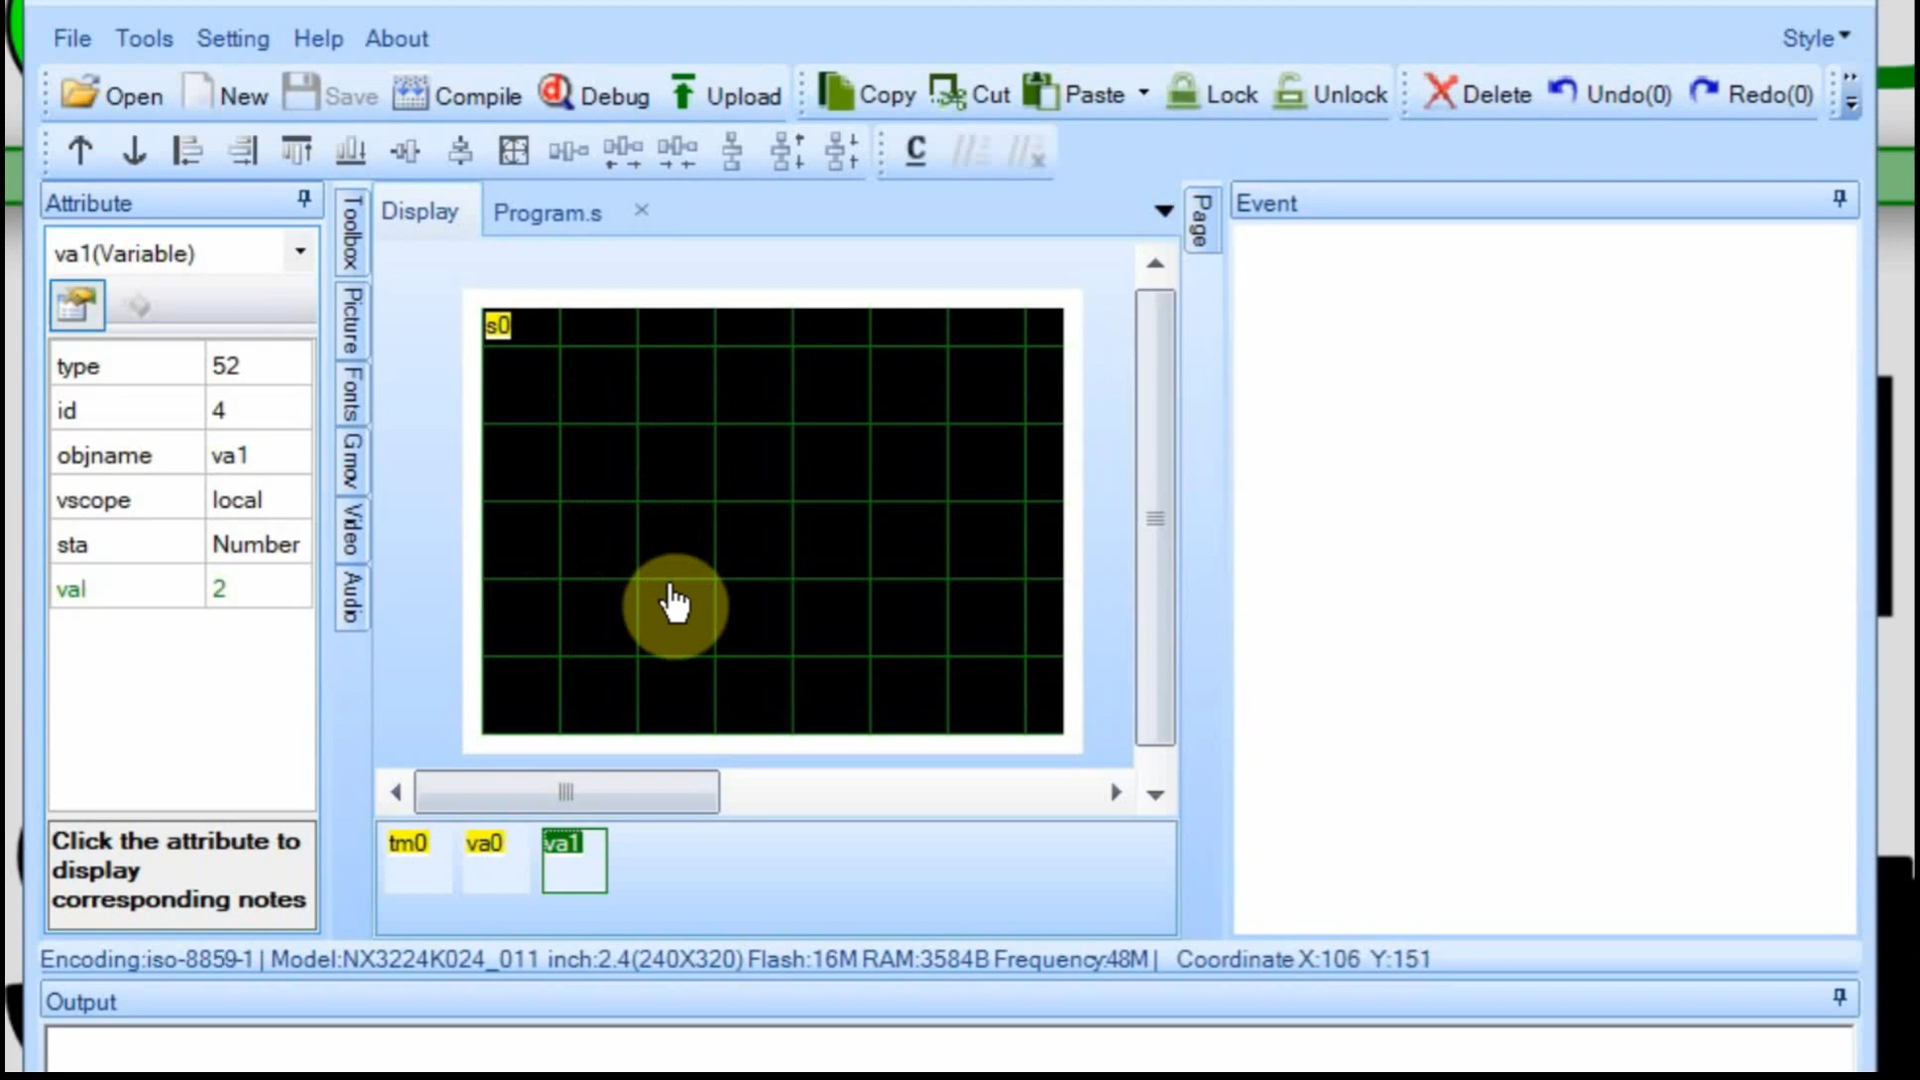 File Tools Setting Help About Style
Open New Save Compile Debug Upload Copy Cut Paste Lock Unlock Delete Undo(0) Redo(0)
C
Attribute
va1(Variable)
type 52
id 4
objname va1
vscope local
sta Number
val 2
Click the attribute to
display
corresponding notes
Toolbox
Picture
Fonts
Gmov
Video
Audio
Display Program.s
s0
tm0 va0 va1
Page
Event
Encoding:iso-8859-1 | Model:NX3224K024_011 inch:2.4(240X320) Flash:16M RAM:3584B Frequency:48M | Coordinate X:106 Y:151
Output